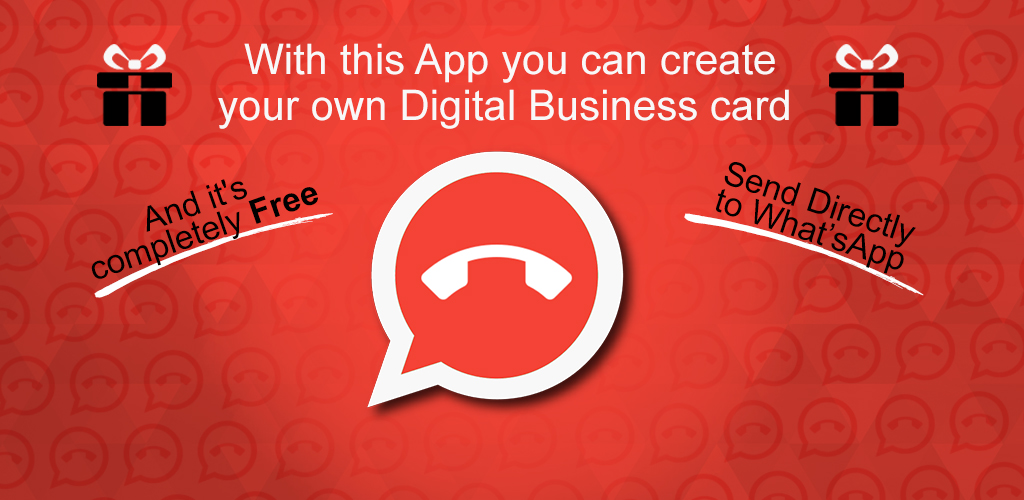 With this App you can create
your own Digital Business card
And it's
completely Free
Send Directly
to What’sApp